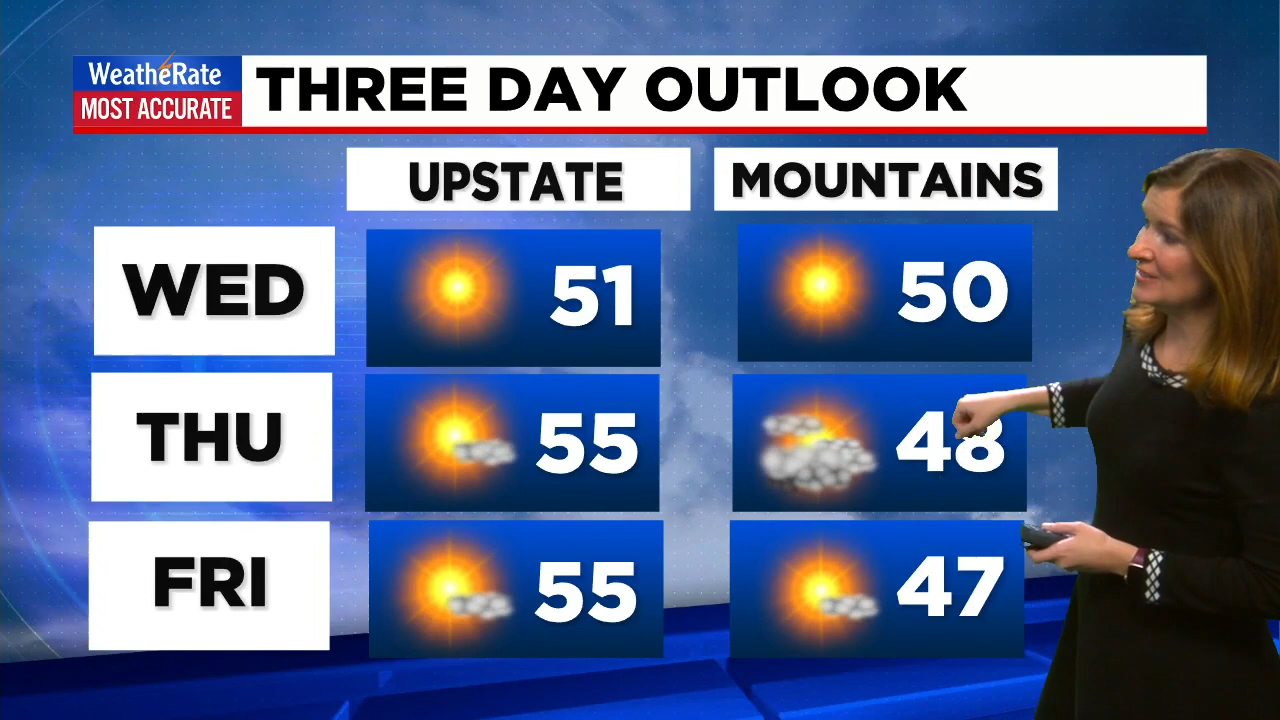 WeatheRate
MOST ACCURATE
THREE DAY OUTLOOK
UPSTATE MOUNTAINS
WED 51 50
THU 55 48
FRI 55 47